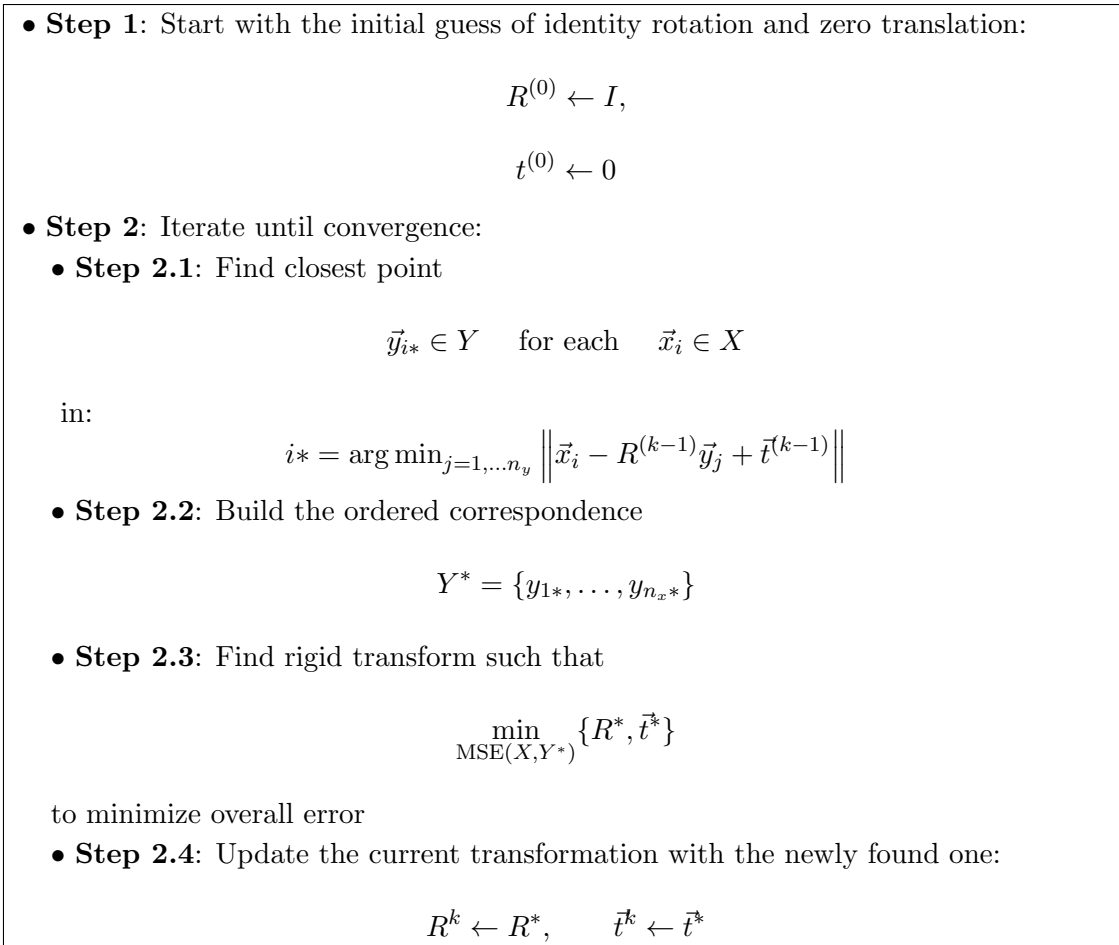 • Step 1: Start with the initial guess of identity rotation and zero translation:
R^{(0)} ← I,
t^{(0)} ← 0
• Step 2: Iterate until convergence:
• Step 2.1: Find closest point
\vec{y}_{i*} ∈ Y for each \vec{x}_i ∈ X
in:
i* = arg min_{j=1,...n_y} \left\| \vec{x}_i − R^{(k−1)} \vec{y}_j + \vec{t}^{(k−1)} \right\|
• Step 2.2: Build the ordered correspondence
Y^* = {y_{1*}, . . . , y_{n_x*}}
• Step 2.3: Find rigid transform such that
\min_{MSE(X,Y^*)} {R^*, \vec{t}^*}
to minimize overall error
• Step 2.4: Update the current transformation with the newly found one:
R^k ← R^*, \vec{t}^k ← \vec{t}^*